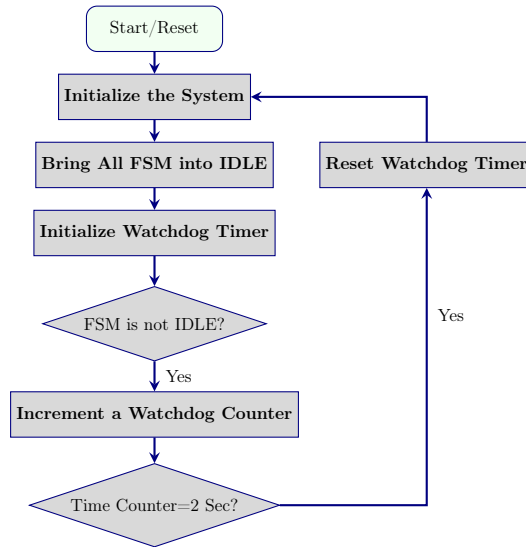 Start/Reset
Initialize the System
Bring All FSM into IDLE
Reset Watchdog Timer
Initialize Watchdog Timer
FSM is not IDLE?
Yes
Yes
Increment a Watchdog Counter
Time Counter=2 Sec?